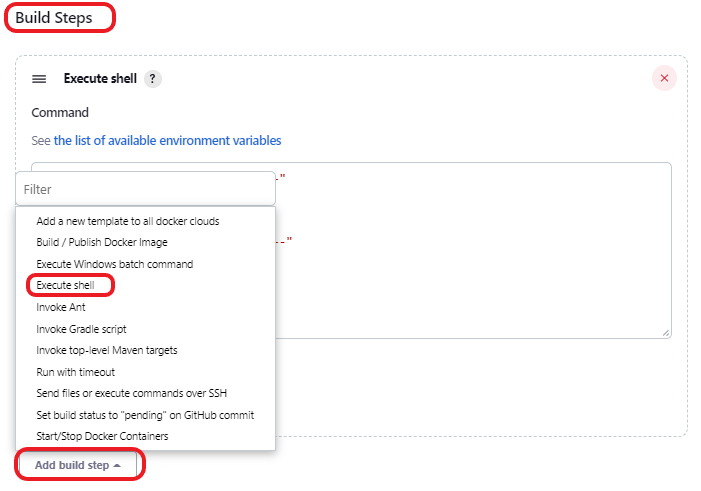 Build Steps
Execute shell ?
Command
See the list of available environment variables
-"
Filter
Add a new template to all docker clouds
Build / Publish Docker Image
--"
Execute Windows batch command
Execute shell
Invoke Ant
Invoke Gradle script
Invoke top-level Maven targets
Run with timeout
Send files or execute commands over SSH
Set build status to "pending" on GitHub commit
Start/Stop Docker Containers
Add build step